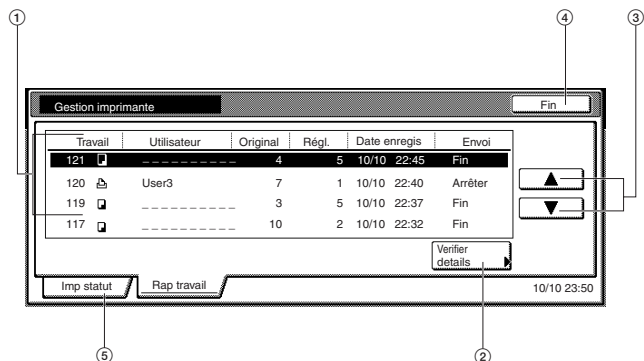 ① ④ ③
Gestion imprimante Fin
Travail Utilisateur Original Régl. Date enregis Envoi
121 _ _ _ _ _ _ _ _ _ _ 4 5 10/10 22:45 Fin
120 User3 7 1 10/10 22:40 Arrêter
119 _ _ _ _ _ _ _ _ _ _ 3 5 10/10 22:37 Fin
117 _ _ _ _ _ _ _ _ _ _ 10 2 10/10 22:32 Fin
Verifier
details
Imp statut Rap travail 10/10 23:50
⑤ ②